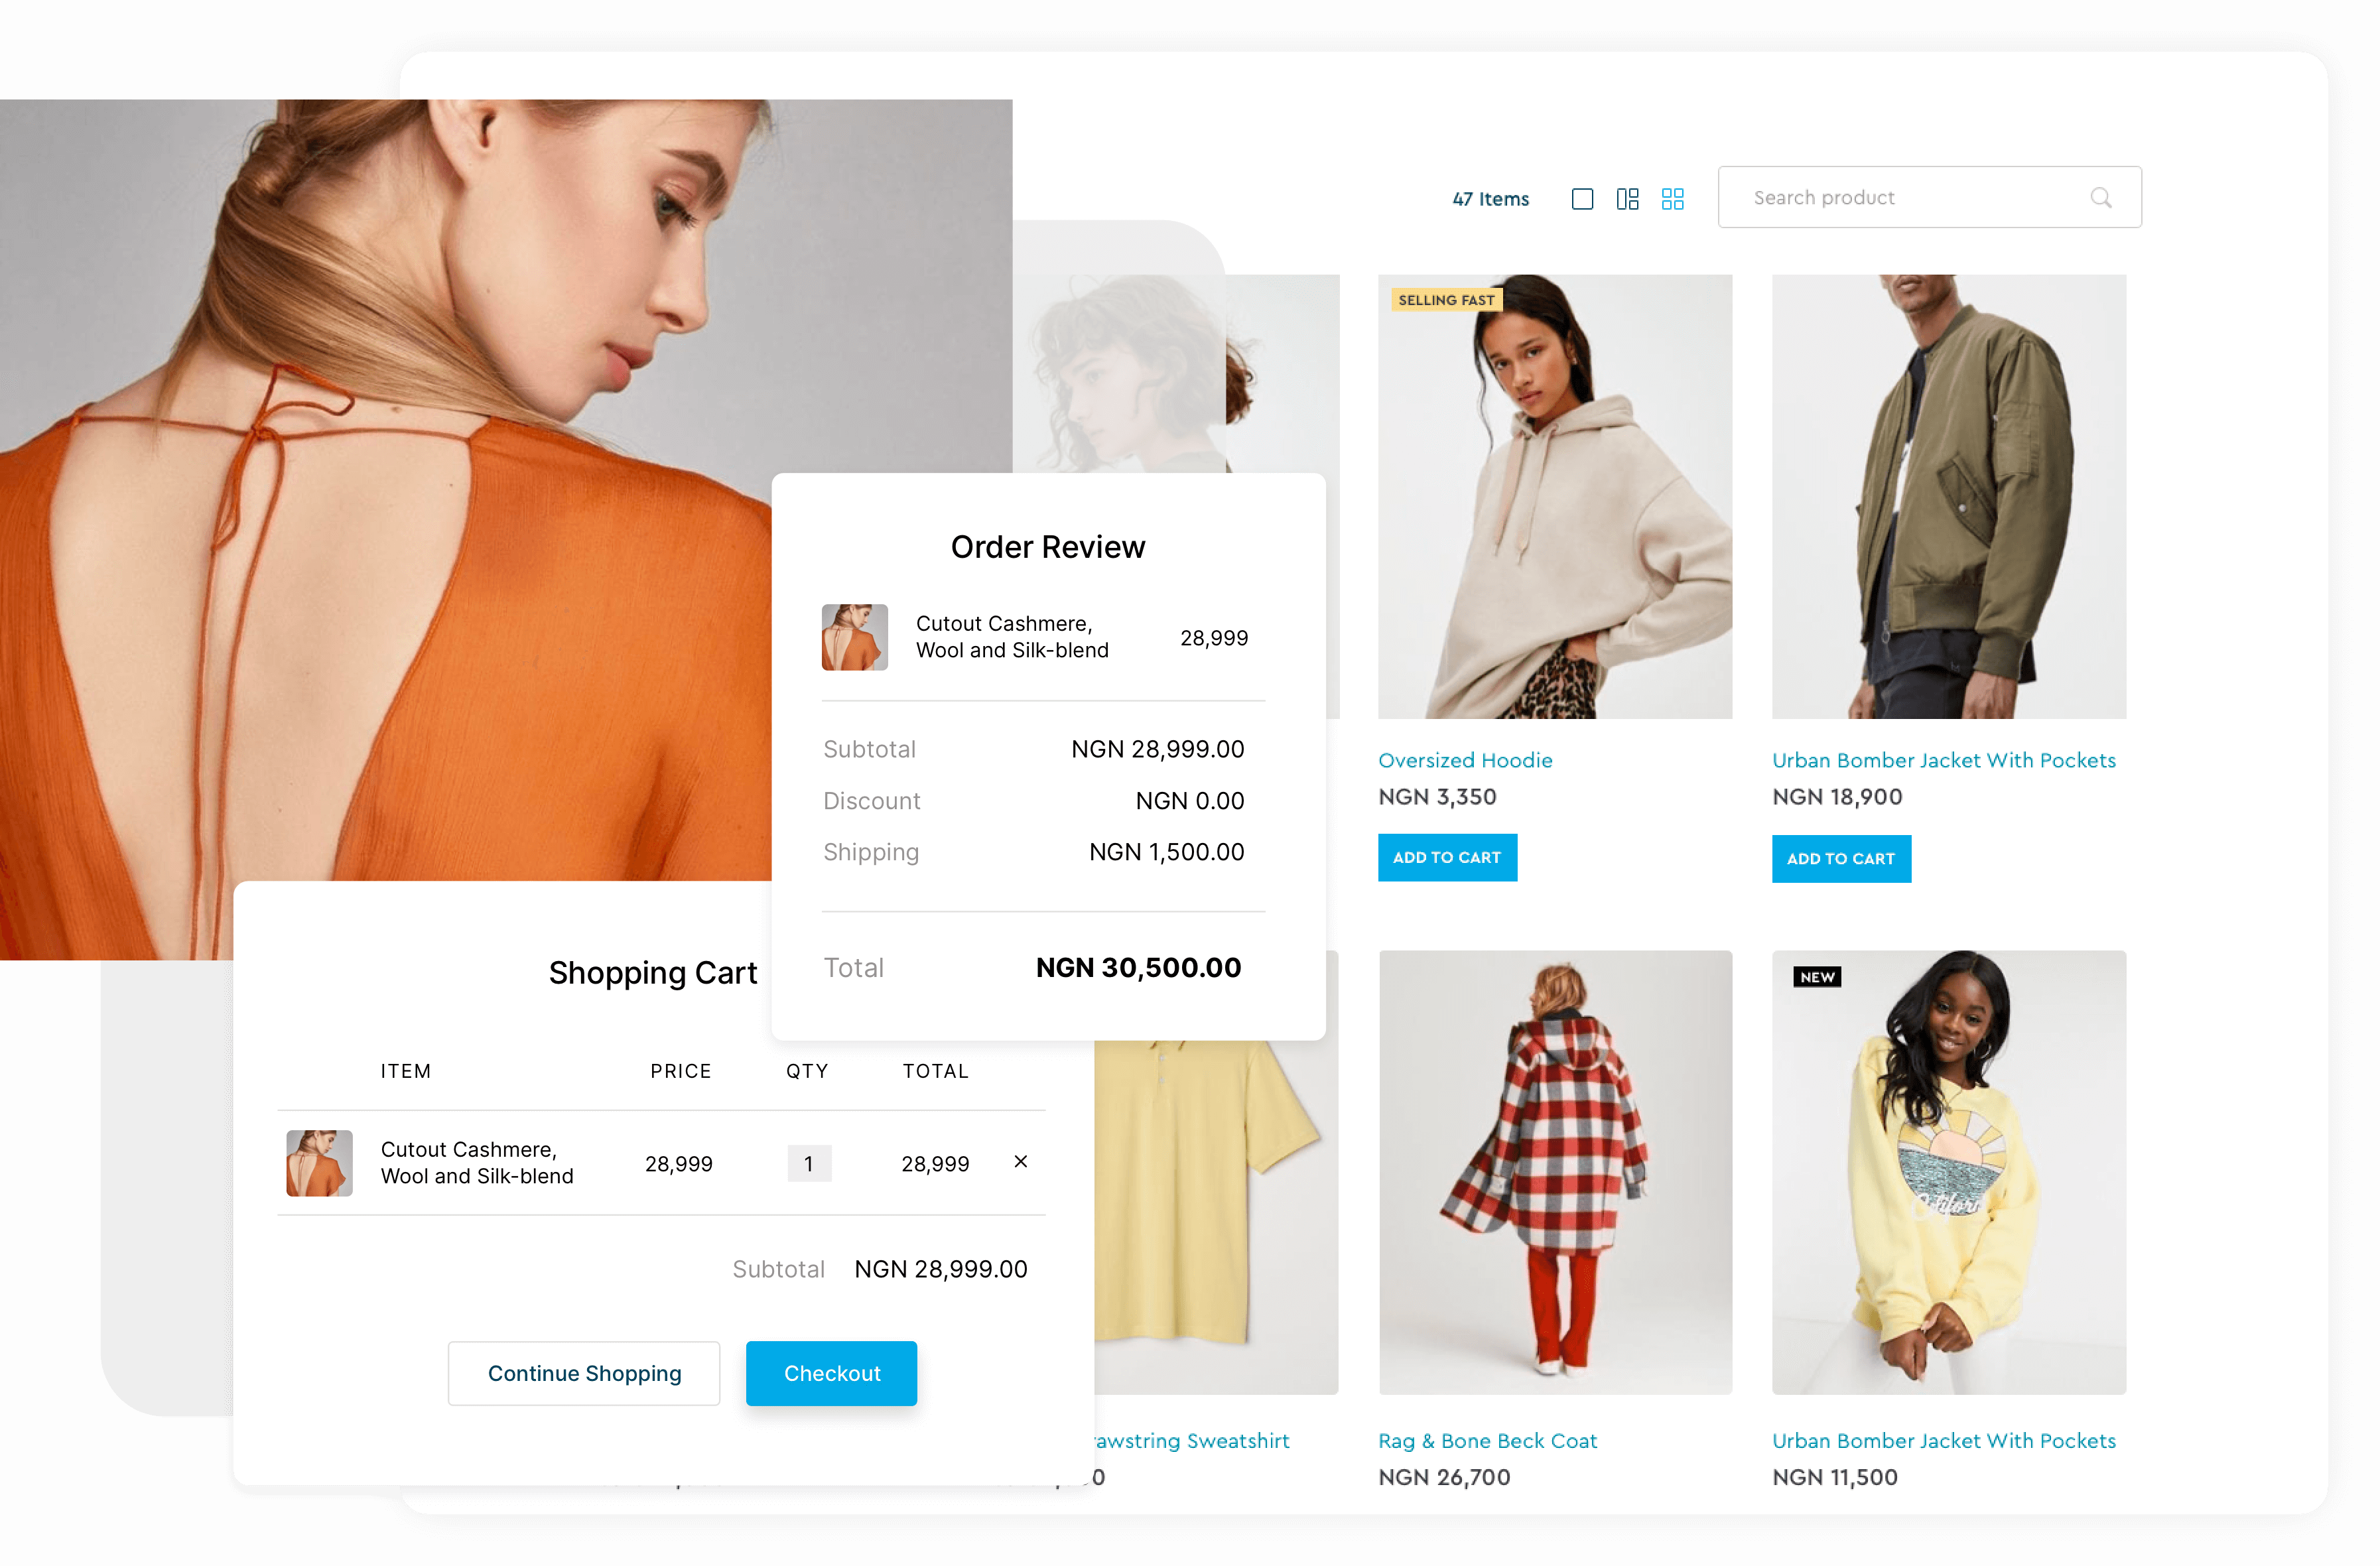 47 Items
Search product
SELLING FAST
Oversized Hoodie
NGN 3,350
ADD TO CART
Urban Bomber Jacket With Pockets
NGN 18,900
ADD TO CART
Order Review
Cutout Cashmere,
Wool and Silk-blend
28,999
Subtotal NGN 28,999.00
Discount NGN 0.00
Shipping NGN 1,500.00
Total NGN 30,500.00
Shopping Cart
ITEM PRICE QTY TOTAL
Cutout Cashmere,
Wool and Silk-blend
28,999 1 28,999 ×
Subtotal NGN 28,999.00
Continue Shopping Checkout
Sweatshirt
Rag & Bone Beck Coat
NGN 26,700
NEW
Urban Bomber Jacket With Pockets
NGN 11,500